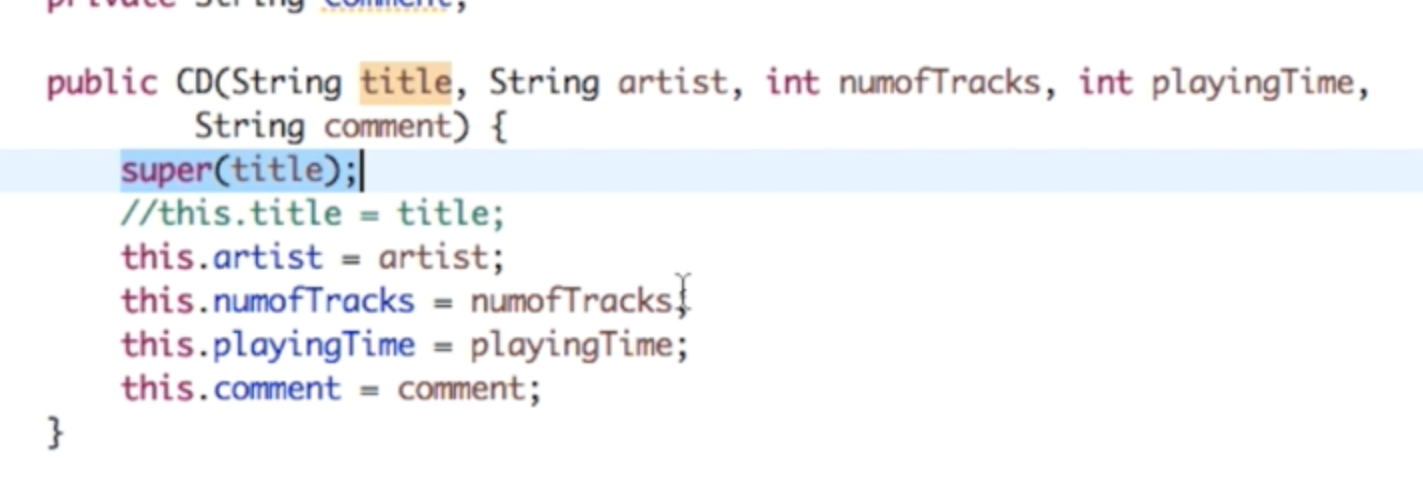 private String comment;
public CD(String title, String artist, int numofTracks, int playingTime,
String comment) {
super(title);
//this.title = title;
this.artist = artist;
this.numofTracks = numofTracks;
this.playingTime = playingTime;
this.comment = comment;
}